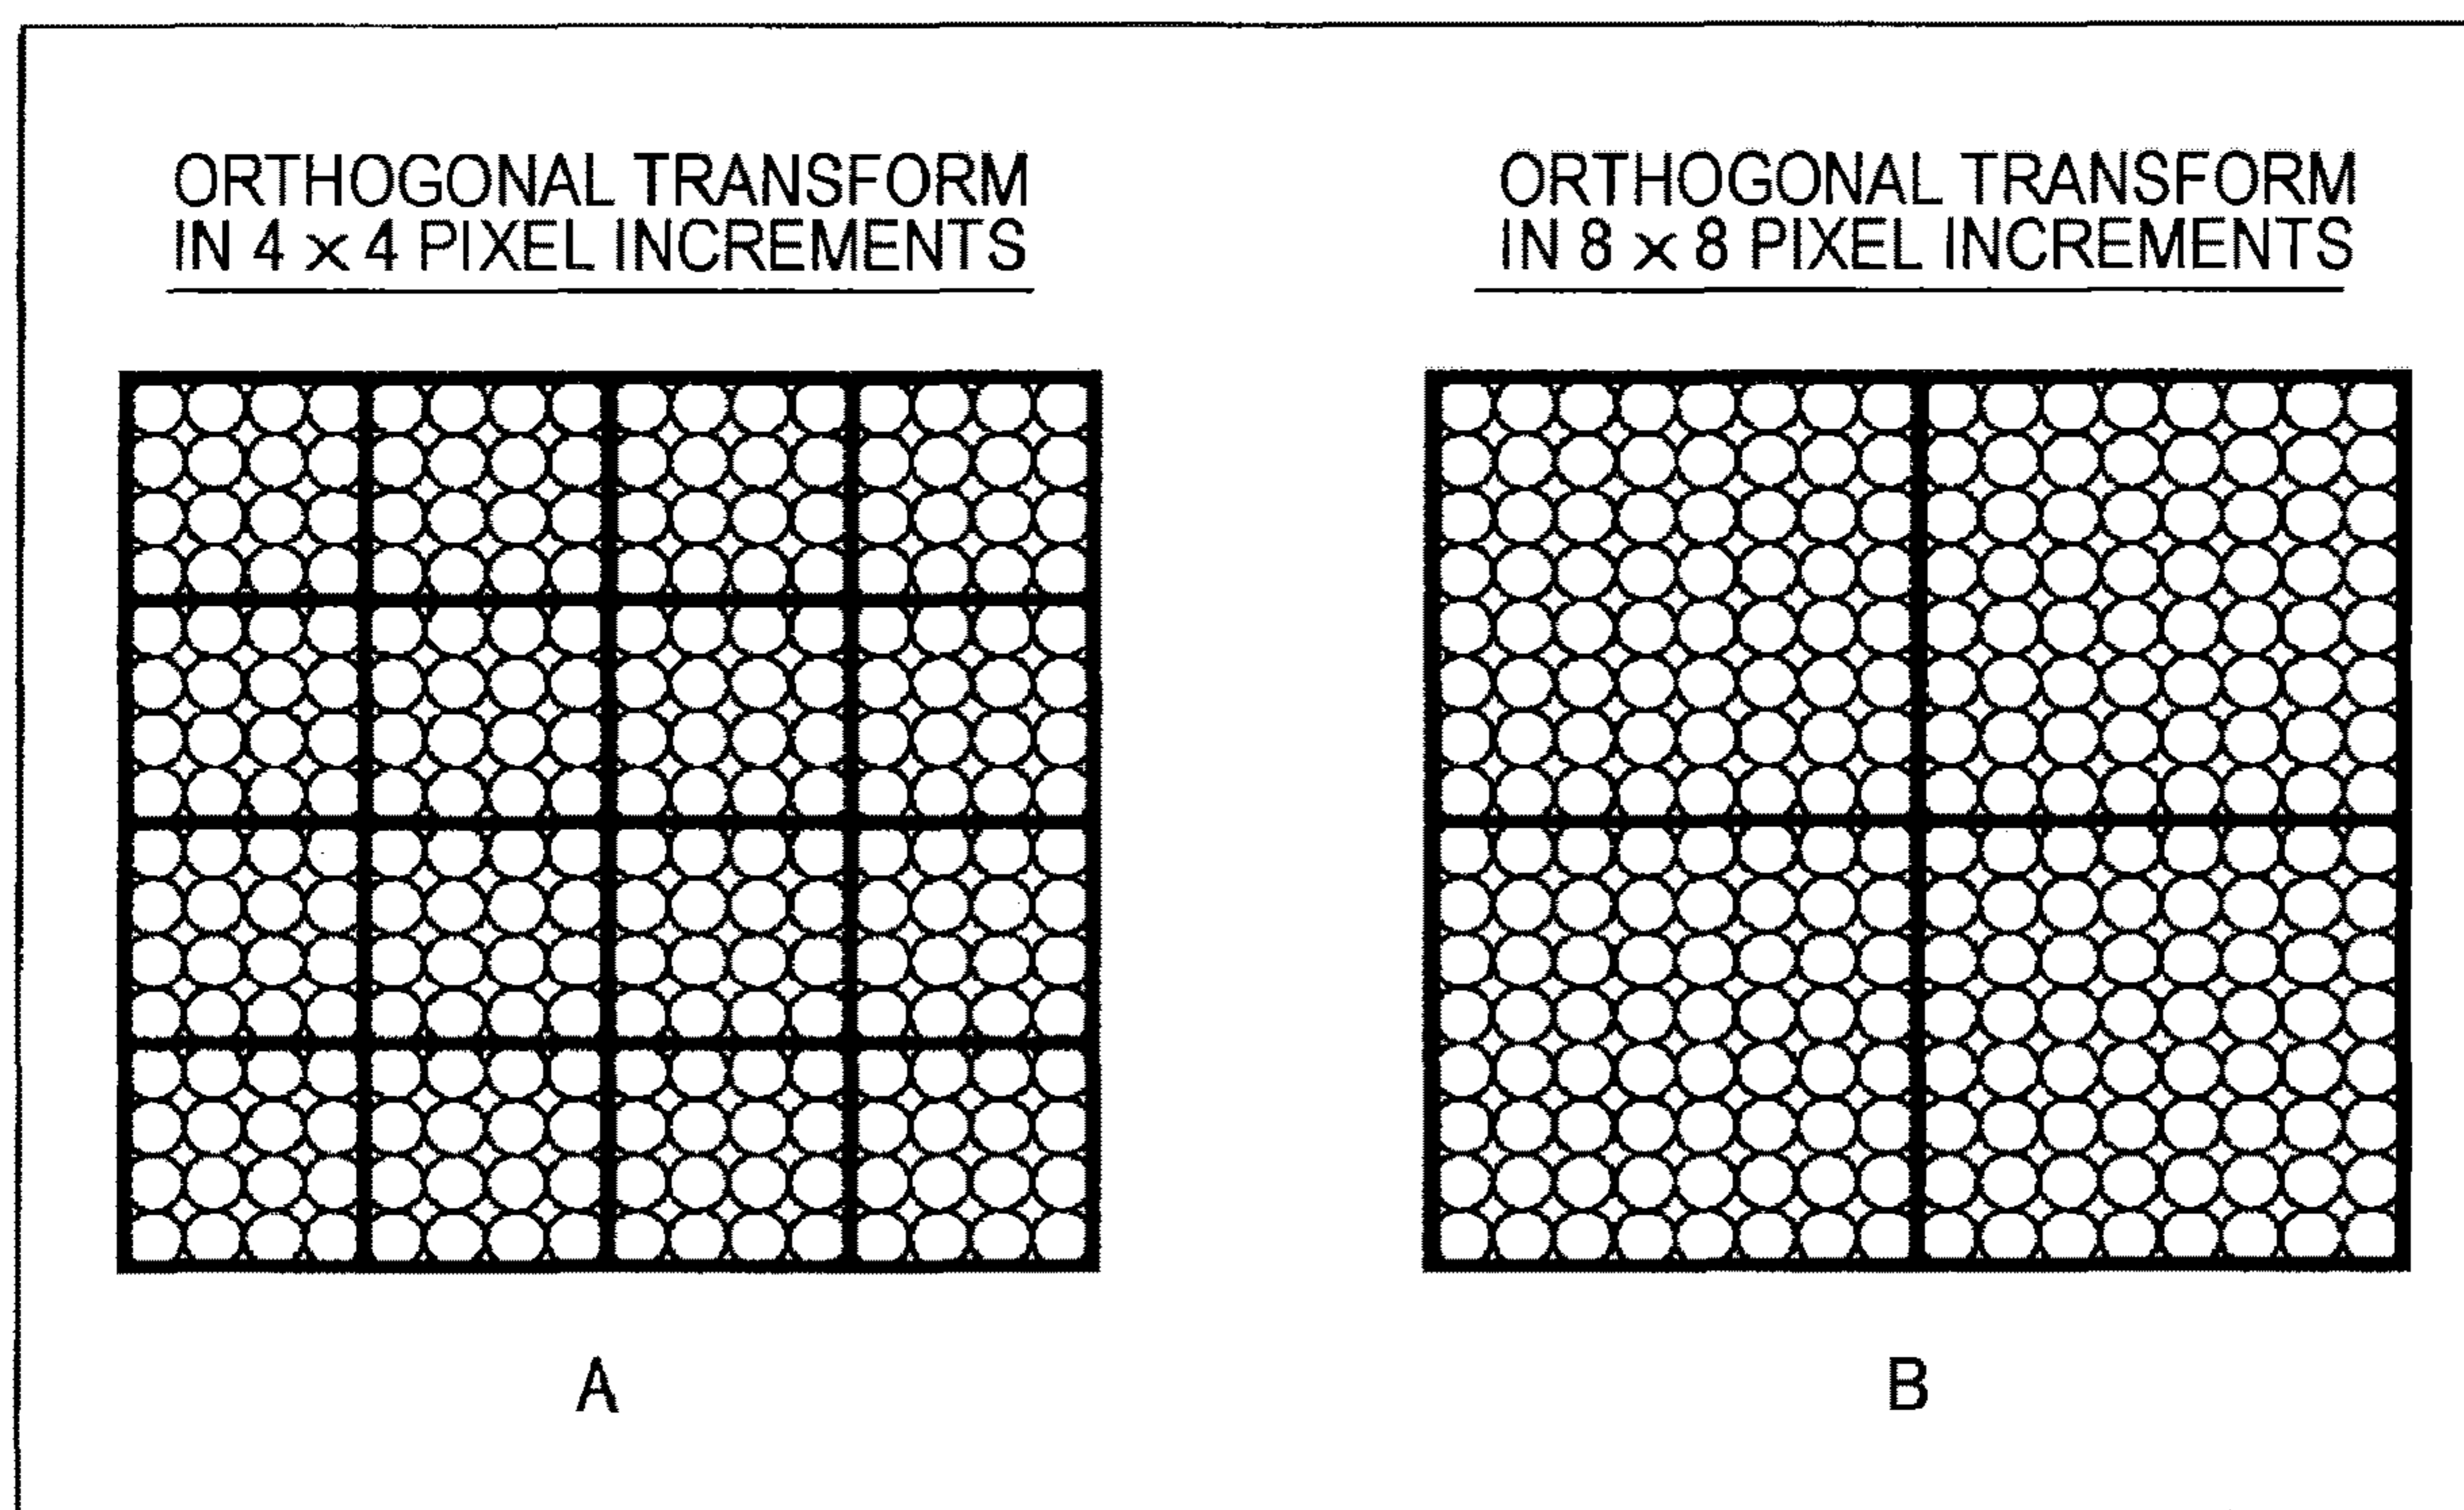 ORTHOGONAL TRANSFORM
IN 4 × 4 PIXEL INCREMENTS
ORTHOGONAL TRANSFORM
IN 8 × 8 PIXEL INCREMENTS
A
B